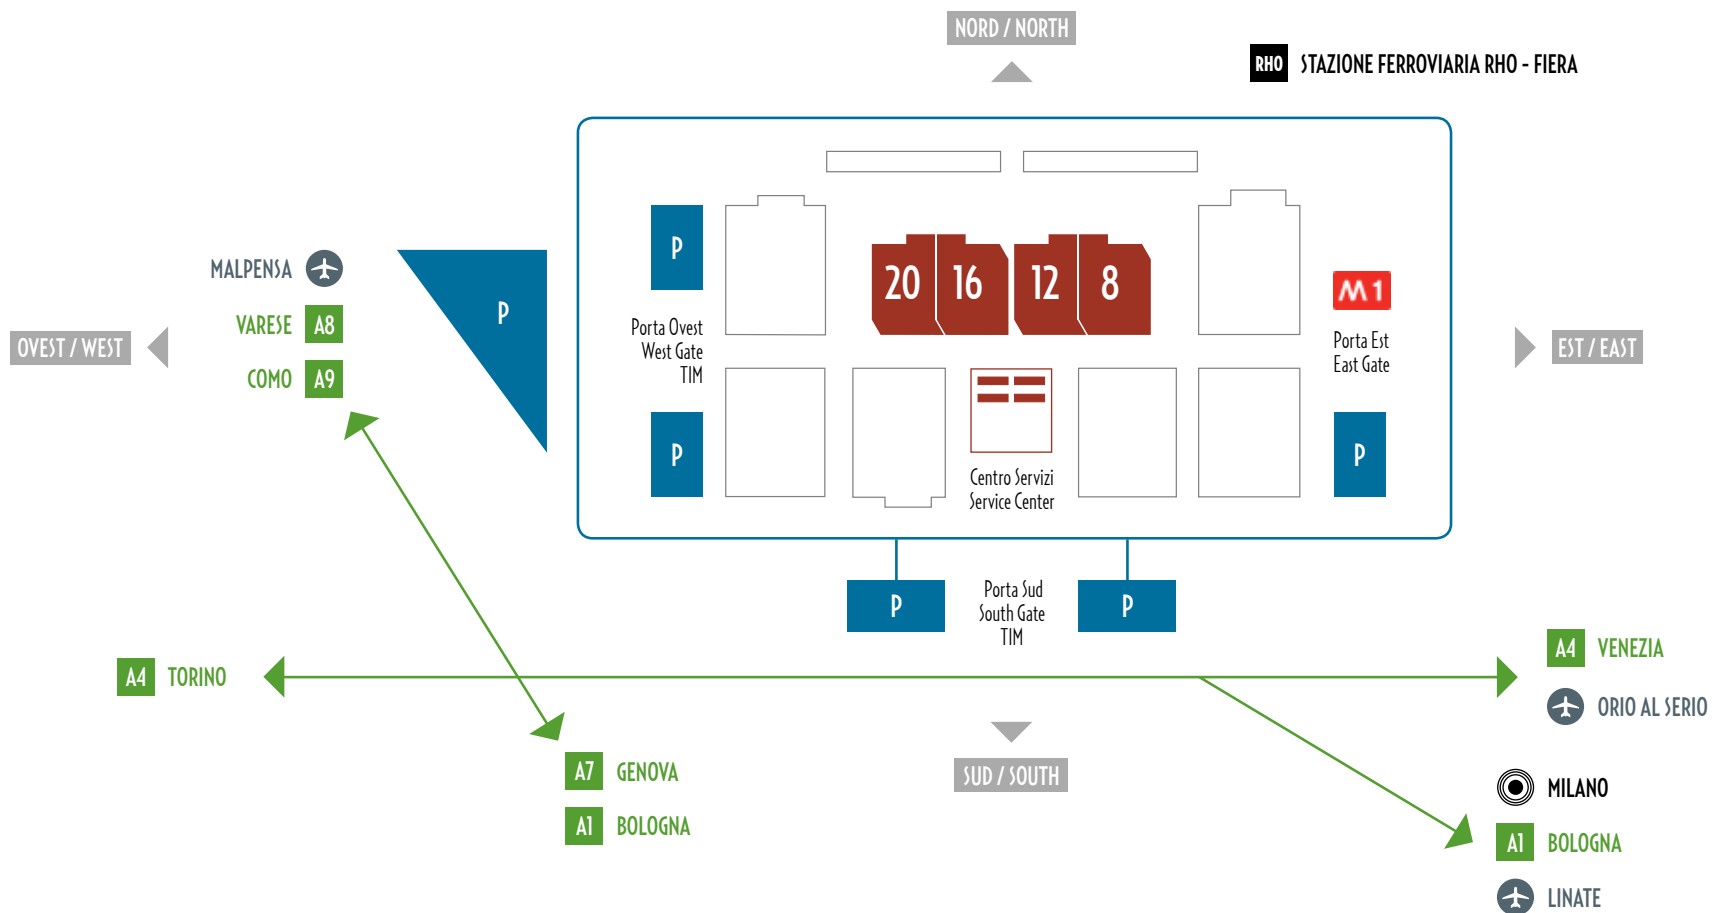 NORD / NORTH
RHO STAZIONE FERROVIARIA RHO - FIERA
MALPENSA
VARESE A8
COMO A9
OVEST / WEST
P
P
Porta Ovest
West Gate
TIM
P
20 16 12 8
M1
Porta Est
East Gate
P
EST / EAST
Centro Servizi
Service Center
P
Porta Sud
South Gate
TIM
P
A4 TORINO
A4 VENEZIA
ORIO AL SERIO
A7 GENOVA
A1 BOLOGNA
SUD / SOUTH
MILANO
A1 BOLOGNA
LINATE